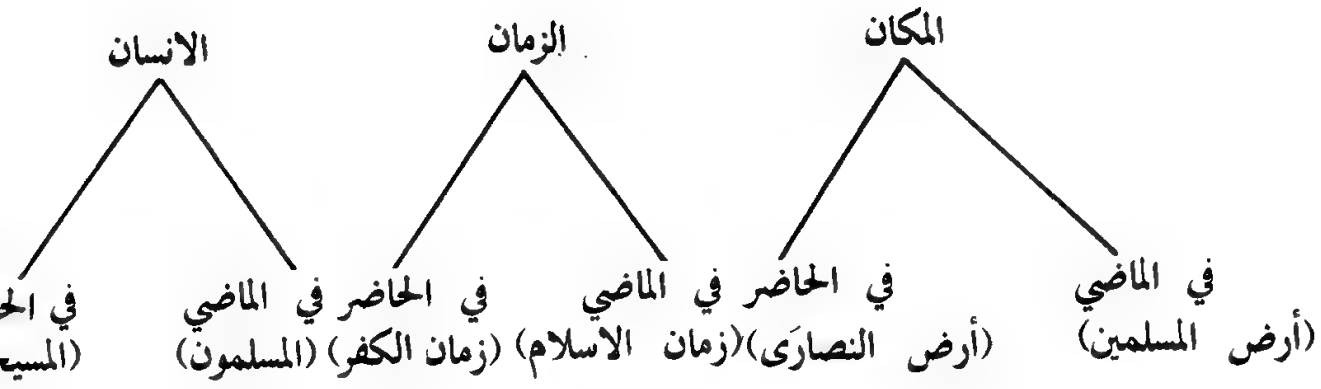 المكان الزمان الانسان
في الماضي في الحاضر في الماضي في الحاضر في الماضي في
(أرض المسلمين) (أرض النصارَى) (زمان الاسلام) (زمان الكفر) (المسلمون)